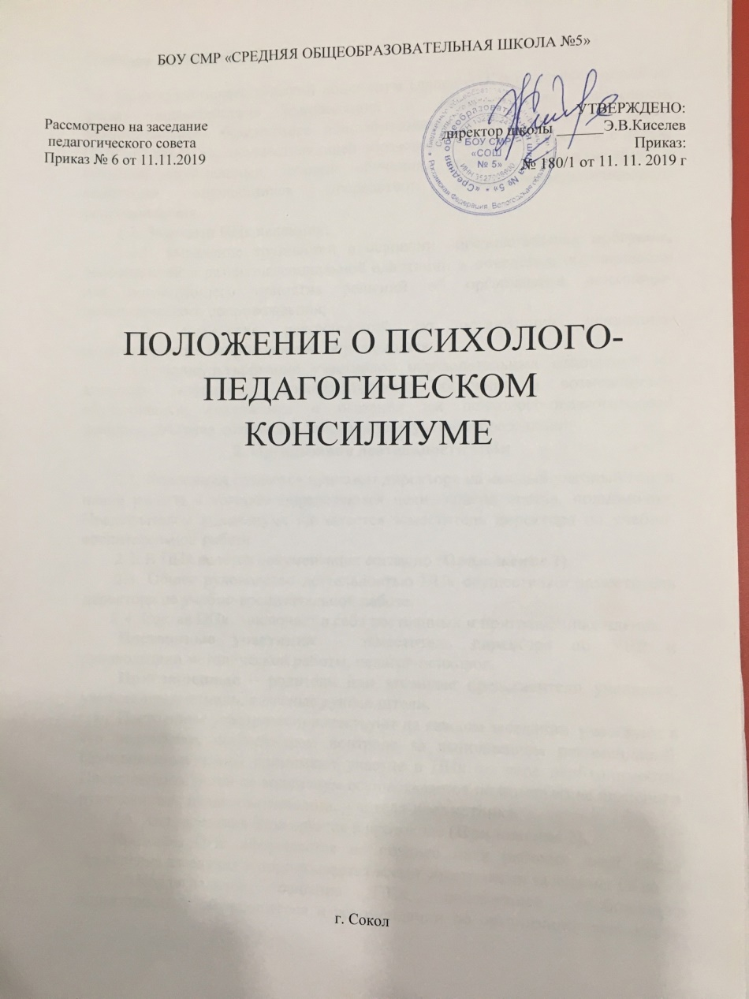 БОУ СМР «СРЕДНЯЯ ОБЩЕОБРАЗОВАТЕЛЬНАЯ ШКОЛА №5»
Рассмотрено на заседание
педагогического совета
Приказ № 6 от 11.11.2019
УТВЕРЖДЕНО:
директор школы ______Э.В.Киселев
Приказ:
№ 180/1 от 11. 11. 2019 г
БОУ СМР
«СОШ
№ 5»
ПОЛОЖЕНИЕ О ПСИХОЛОГО-
ПЕДАГОГИЧЕСКОМ
КОНСИЛИУМЕ
г. Сокол